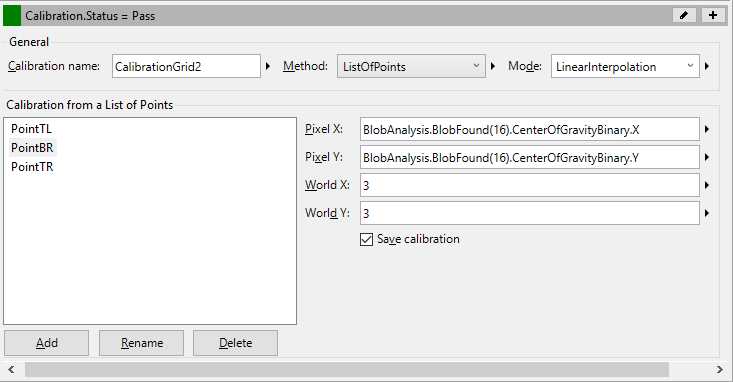 Calibration.Status = Pass
General
Calibration name: CalibrationGrid2 Method: ListOfPoints Mode: LinearInterpolation
Calibration from a List of Points
PointTL
PointBR
PointTR
Pixel X: BlobAnalysis.BlobFound(16).CenterOfGravityBinary.X
Pixel Y: BlobAnalysis.BlobFound(16).CenterOfGravityBinary.Y
World X: 3
World Y: 3
Save calibration
Add Rename Delete